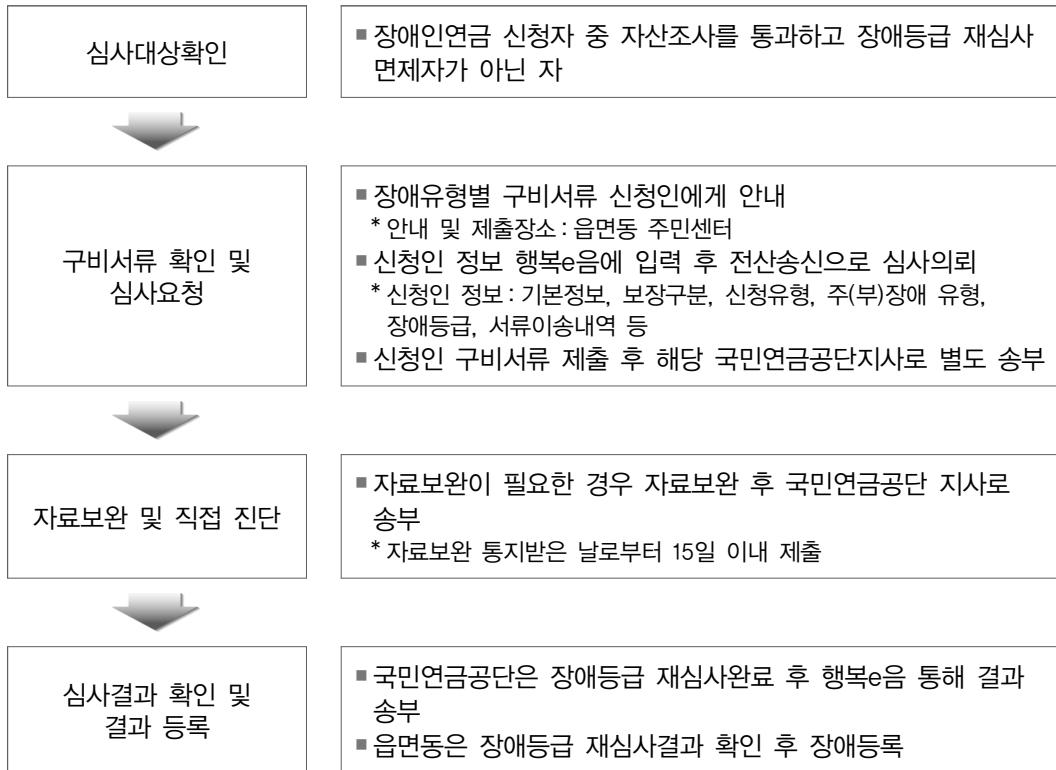 심사대상확인
▪장애인연금 신청자 중 자산조사를 통과하고 장애등급 재심사
면제자가 아닌 자
구비서류 확인 및
심사요청
▪장애유형별 구비서류 신청인에게 안내
* 안내 및 제출장소 : 읍면동 주민센터
▪신청인 정보 행복e음에 입력 후 전산송신으로 심사의뢰
* 신청인 정보 : 기본정보, 보장구분, 신청유형, 주(부)장애 유형,
장애등급, 서류이송내역 등
▪신청인 구비서류 제출 후 해당 국민연금공단지사로 별도 송부
자료보완 및 직접 진단
▪자료보완이 필요한 경우 자료보완 후 국민연금공단 지사로
송부
* 자료보완 통지받은 날로부터 15일 이내 제출
심사결과 확인 및
결과 등록
▪국민연금공단은 장애등급 재심사완료 후 행복e음 통해 결과
송부
▪읍면동은 장애등급 재심사결과 확인 후 장애등록